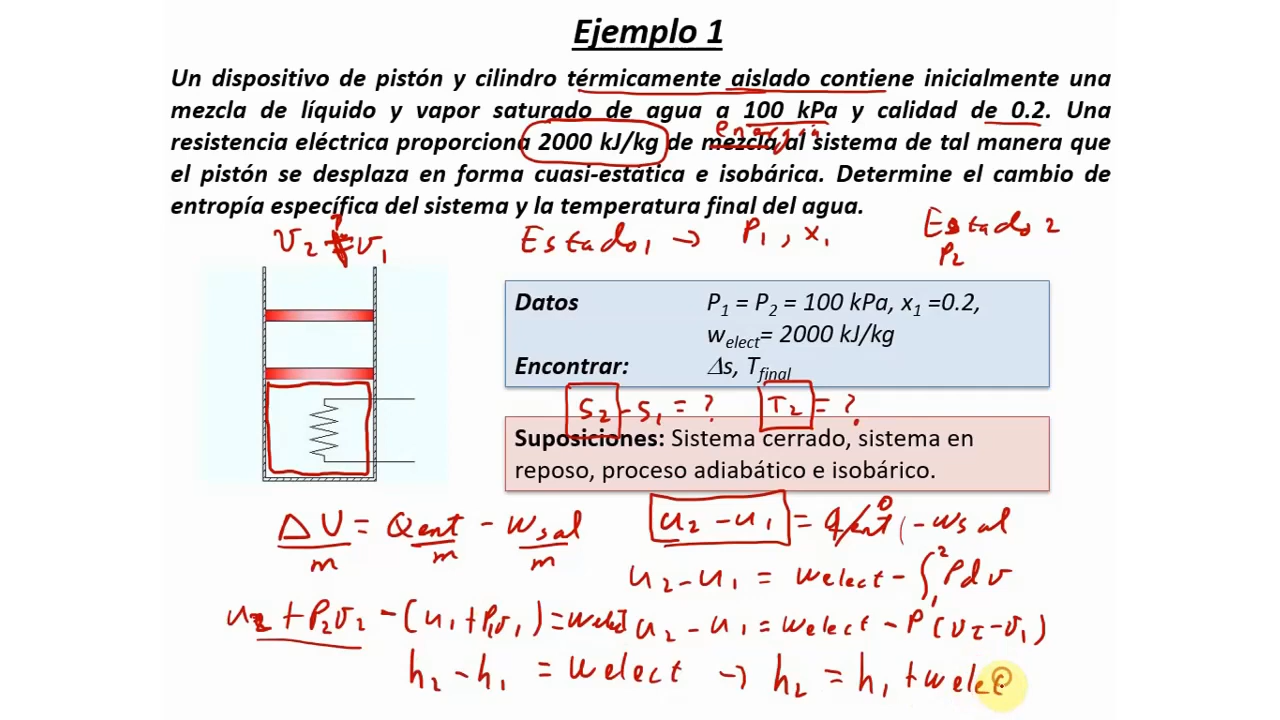 Ejemplo 1
Un dispositivo de pistón y cilindro térmicamente aislado contiene inicialmente una
mezcla de líquido y vapor saturado de agua a 100 kPa y calidad de 0.2. Una
energía
resistencia eléctrica proporciona 2000 kJ/kg de mezcla al sistema de tal manera que
el pistón se desplaza en forma cuasi-estática e isobárica. Determine el cambio de
entropía específica del sistema y la temperatura final del agua.
v2 ≠ v1
?
Estado1 → P1, x1
Estado 2
P2
Datos P1 = P2 = 100 kPa, x1 =0.2,
welect= 2000 kJ/kg
Encontrar: Δs, Tfinal
s2 - s1 = ? T2 = ?
Suposiciones: Sistema cerrado, sistema en
reposo, proceso adiabático e isobárico.
ΔU/m = Qent/m - Wsal/m
u2 - u1 = qent 0 - wsal
u2 - u1 = welect - ∫1 2 Pdv
u2 + P2v2 - (u1 + P1v1) = welect
u2 - u1 = welect - P(v2 - v1)
h2 - h1 = welect → h2 = h1 + welec